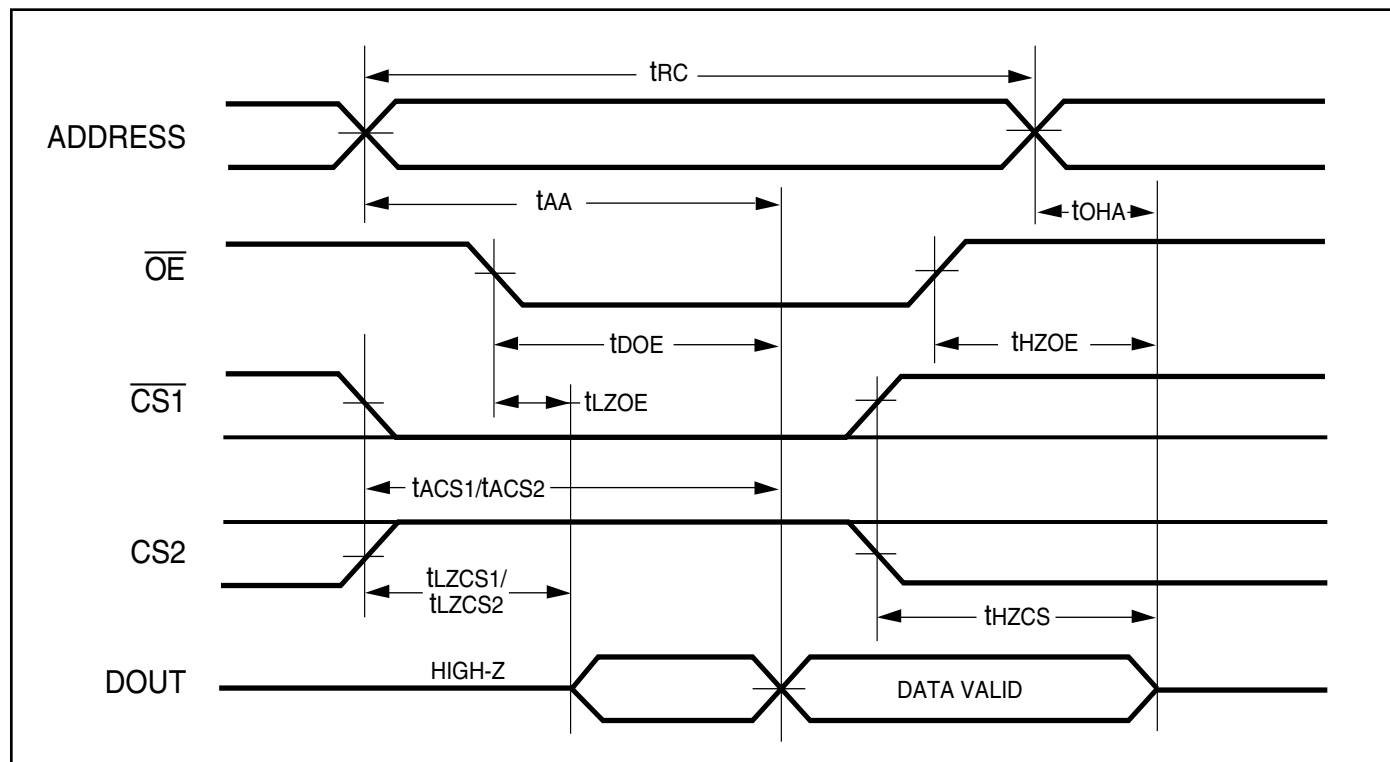 tRC
ADDRESS
tAA
tOHA
OE
tDOE
tHZOE
CS1
tLZOE
tACS1/tACS2
CS2
tLZCS1/
tLZCS2
tHZCS
HIGH-Z
DOUT
DATA VALID